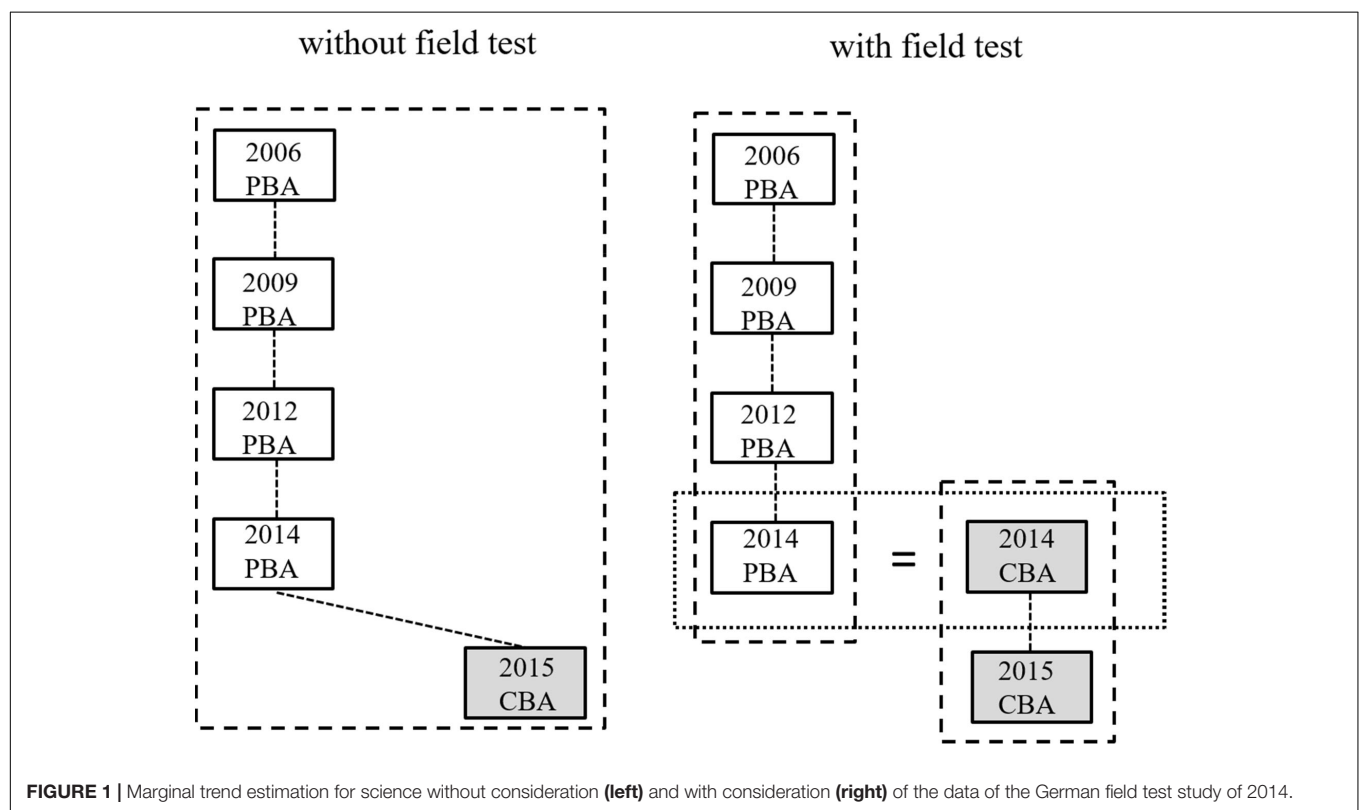 without field test
2006
PBA
2009
PBA
2012
PBA
2014
PBA
2015
CBA
with field test
2006
PBA
2009
PBA
2012
PBA
2014
PBA
=
2014
CBA
2015
CBA
FIGURE 1 | Marginal trend estimation for science without consideration (left) and with consideration (right) of the data of the German field test study of 2014.